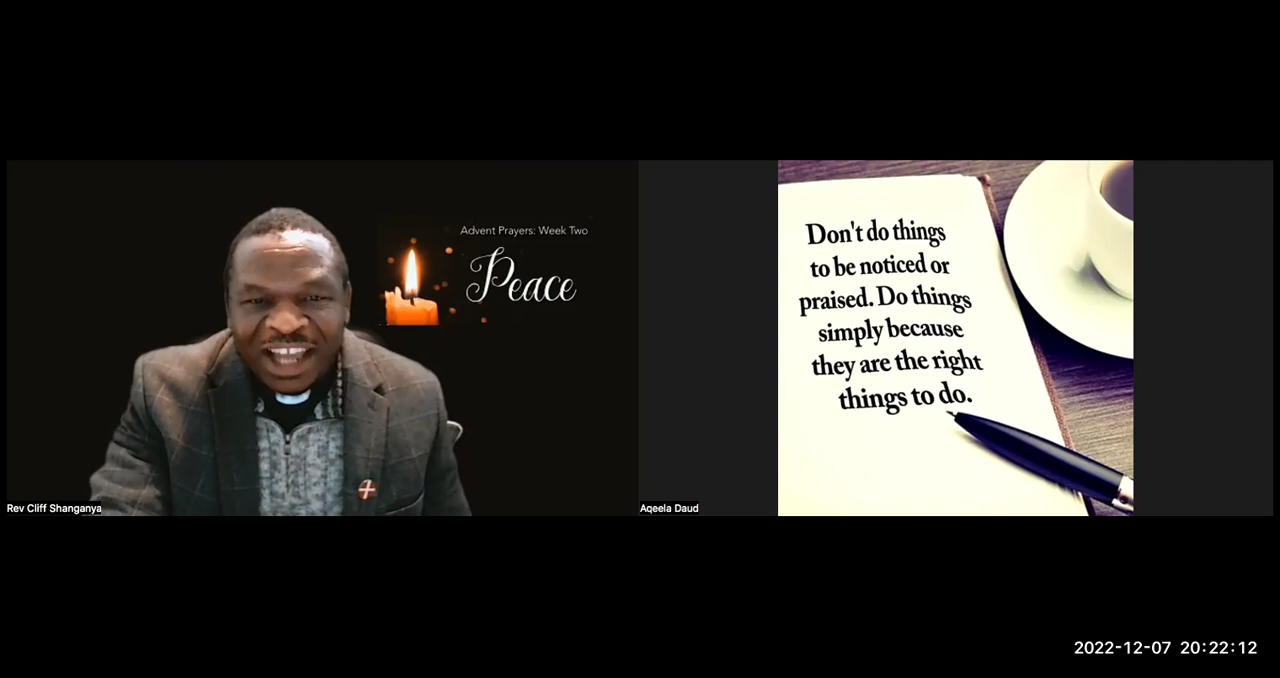 Advent Prayers: Week Two
Peace
Rev Cliff Shanganya
Don't do things
to be noticed or
praised. Do things
simply because
they are the right
things to do.
Aqeela Daud
2022-12-07 20:22:12